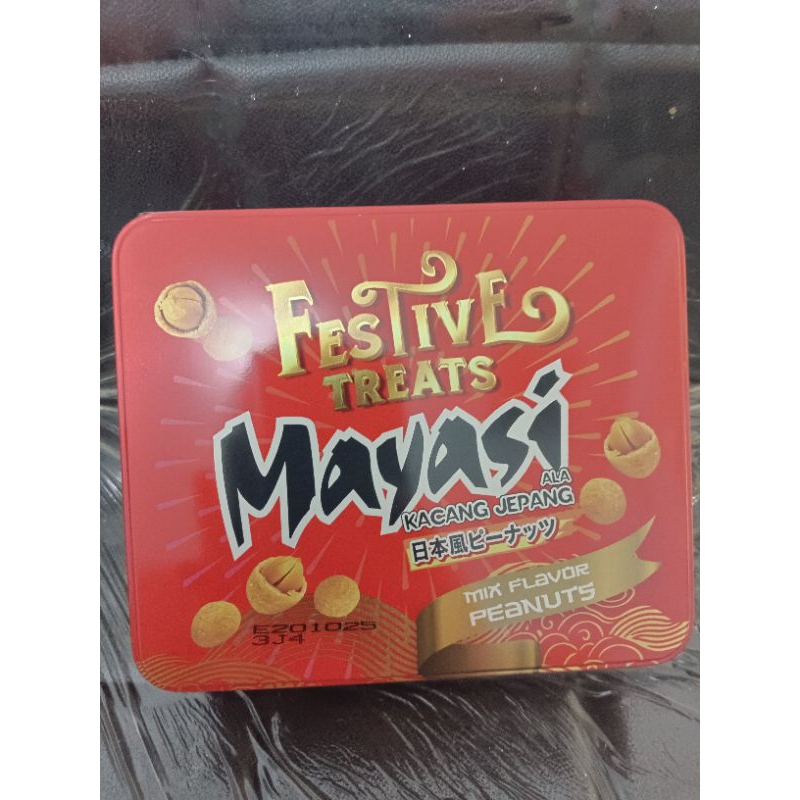 FESTIVE
TREATS
Mayasi
ALA
KACANG JEPANG
日本風ピーナッツ
MIX FLAVOR
PEANUTS
E201025
3J4